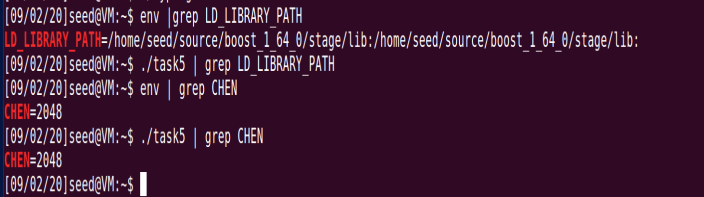 [09/02/20]seed@VM:~$ env |grep LD_LIBRARY_PATH
LD_LIBRARY_PATH=/home/seed/source/boost_1_64_0/stage/lib:/home/seed/source/boost_1_64_0/stage/lib:
[09/02/20]seed@VM:~$ ./task5 | grep LD_LIBRARY_PATH
[09/02/20]seed@VM:~$ env | grep CHEN
CHEN=2048
[09/02/20]seed@VM:~$ ./task5 | grep CHEN
CHEN=2048
[09/02/20]seed@VM:~$